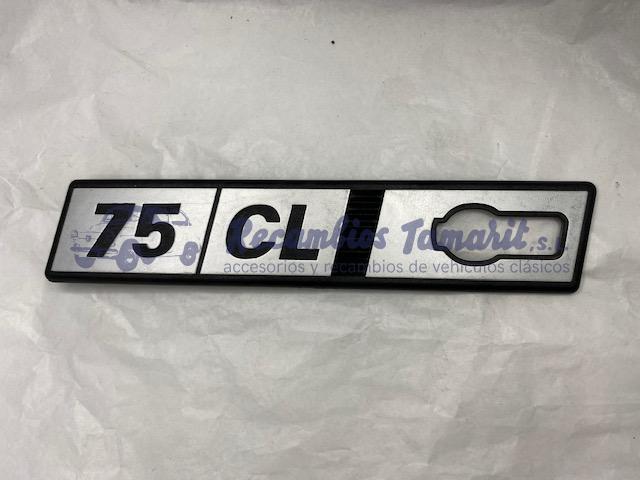 75 CL
Recambios Tamarit, s.L.
accesorios y recambios de vehículos clásicos